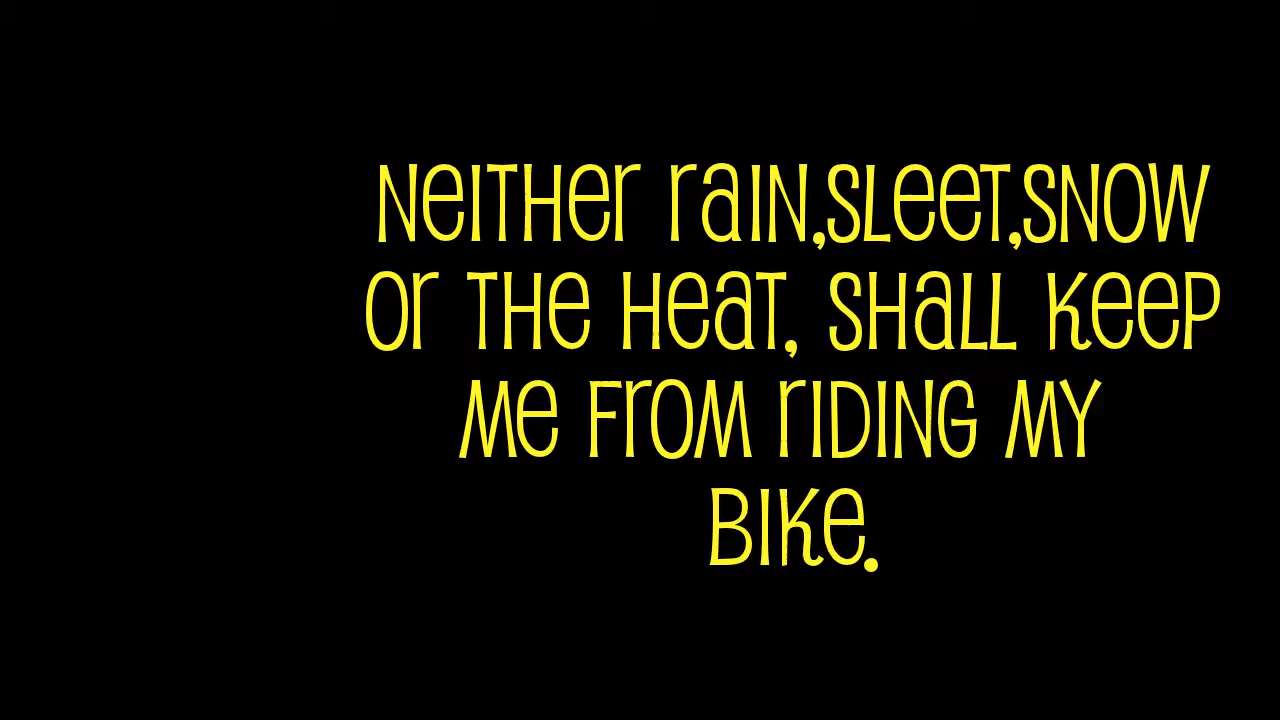 Neither rain,sleet,snow
or the heat, shall keep
me from riding my
bike.